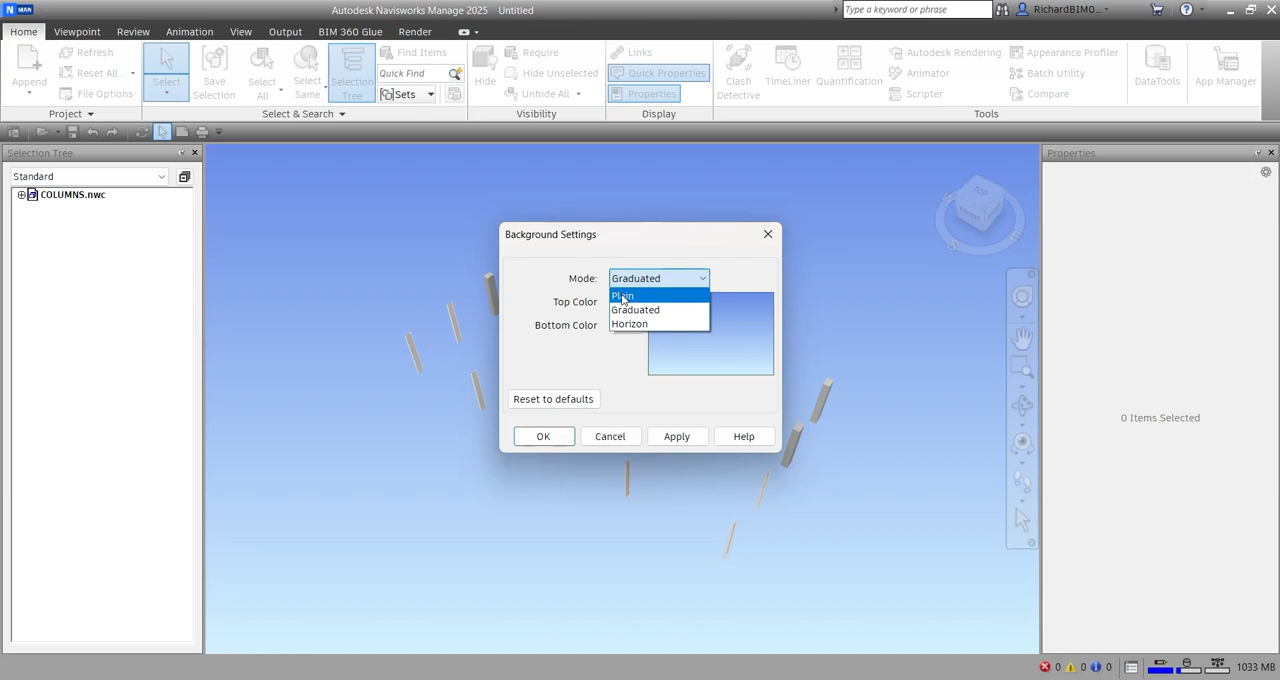 N MAN
Autodesk Navisworks Manage 2025 Untitled
Type a keyword or phrase
RichardBIMO...
Home Viewpoint Review Animation View Output BIM 360 Glue Render
Append
Refresh
Reset All...
File Options
Project
Select
Save Selection
Select All
Select Same
Selection Tree
Find Items
Quick Find
Sets
Select & Search
Hide
Require
Hide Unselected
Unhide All
Visibility
Links
Quick Properties
Properties
Display
Clash Detective
TimeLiner
Quantification
Autodesk Rendering
Animator
Scripter
Appearance Profiler
Batch Utility
Compare
DataTools
App Manager
Tools
Selection Tree
Standard
COLUMNS.nwc
Background Settings
Mode: Graduated
Plain
Graduated
Horizon
Top Color
Bottom Color
Reset to defaults
OK Cancel Apply Help
TOP
S
E
Properties
0 Items Selected
0 0 0
1033 MB